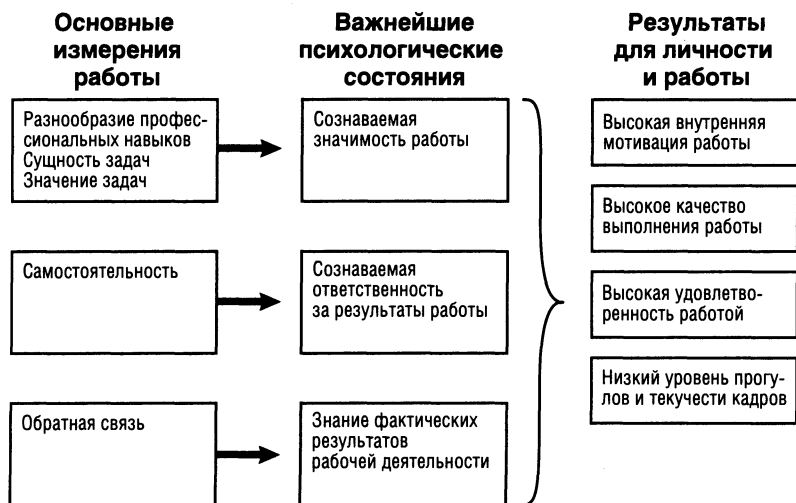 Основные
измерения
работы
Важнейшие
психологические
состояния
Результаты
для личности
и работы
Разнообразие профес-
сиональных навыков
Сущность задач
Значение задач
Сознаваемая
значимость работы
Высокая внутренняя
мотивация работы
Высокое качество
выполнения работы
Самостоятельность
Сознаваемая
ответственность
за результаты работы
Высокая удовлетво-
ренность работой
Низкий уровень прогу-
лов и текучести кадров
Обратная связь
Знание фактических
результатов
рабочей деятельности